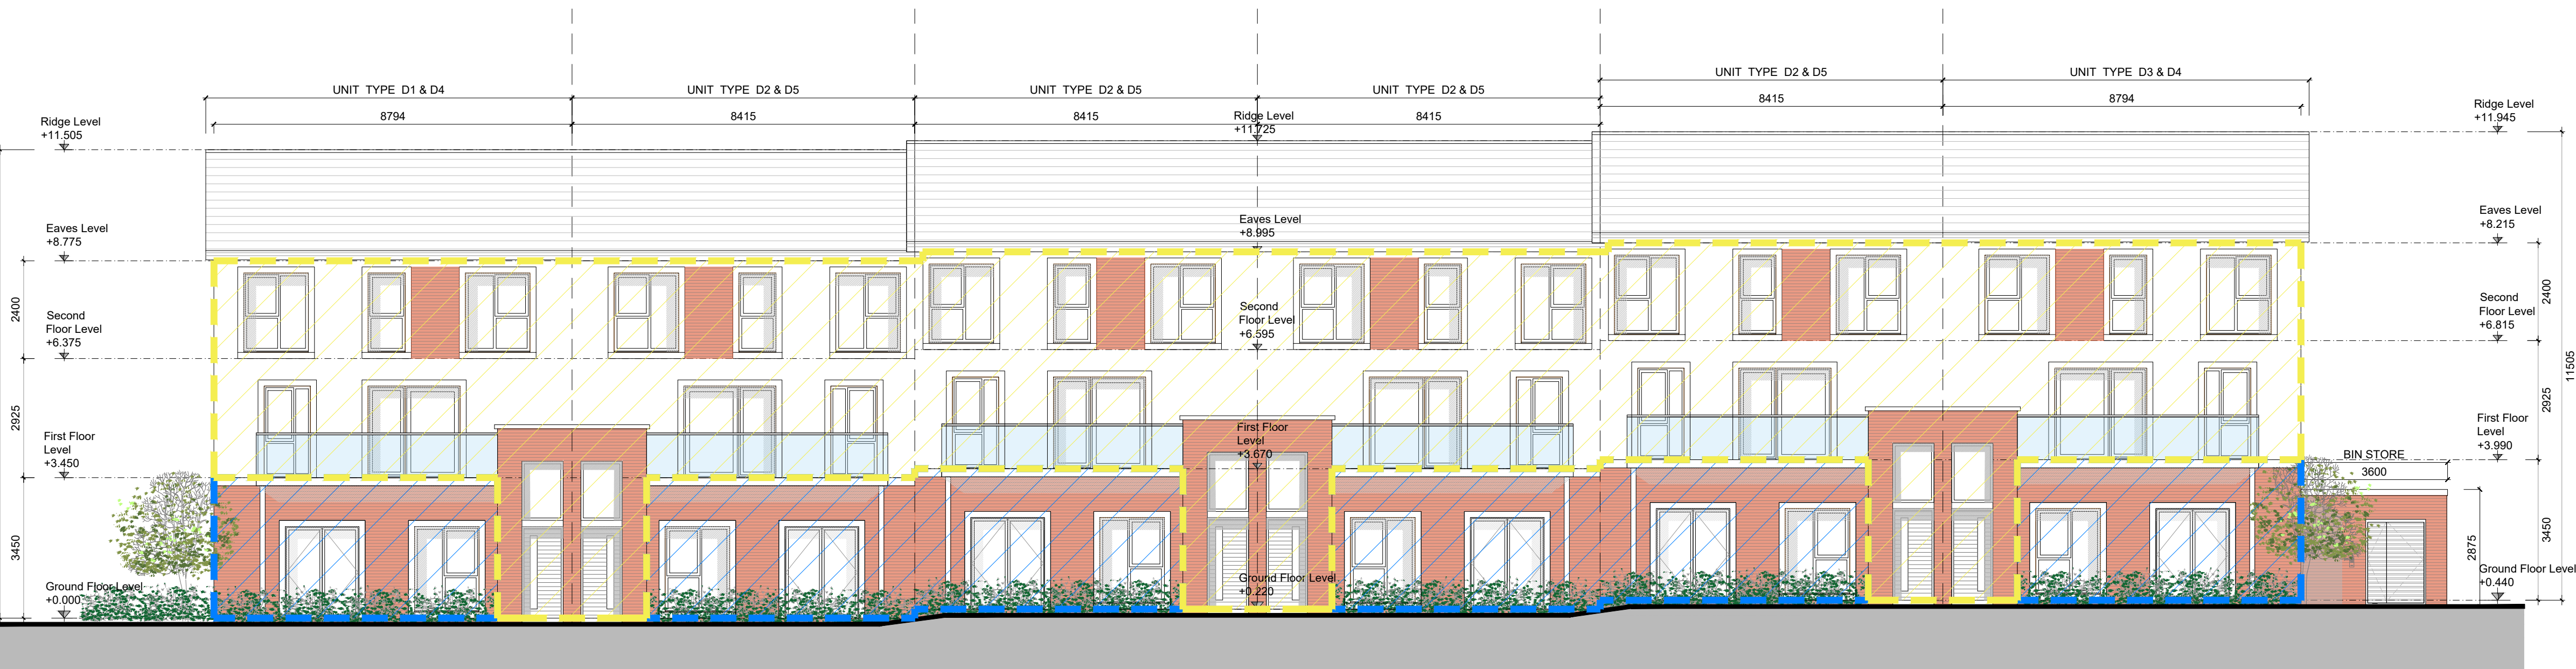 UNIT TYPE D1 & D4
UNIT TYPE D2 & D5
UNIT TYPE D2 & D5
UNIT TYPE D2 & D5
UNIT TYPE D2 & D5
UNIT TYPE D3 & D4
8794
8415
8415
8415
8415
8794
Ridge Level
+11.505
Ridge Level
+11.725
Ridge Level
+11.945
Eaves Level
+8.775
Eaves Level
+8.995
Eaves Level
+8.215
2400
2400
Second
Floor Level
+6.375
Second
Floor Level
+6.595
Second
Floor Level
+6.815
11505
2925
2925
First Floor
Level
+3.450
First Floor
Level
+3.670
First Floor
Level
+3.990
BIN STORE
3600
3450
2875
3450
Ground Floor Level
+0.000
Ground Floor Level
+0.220
Ground Floor Level
+0.440